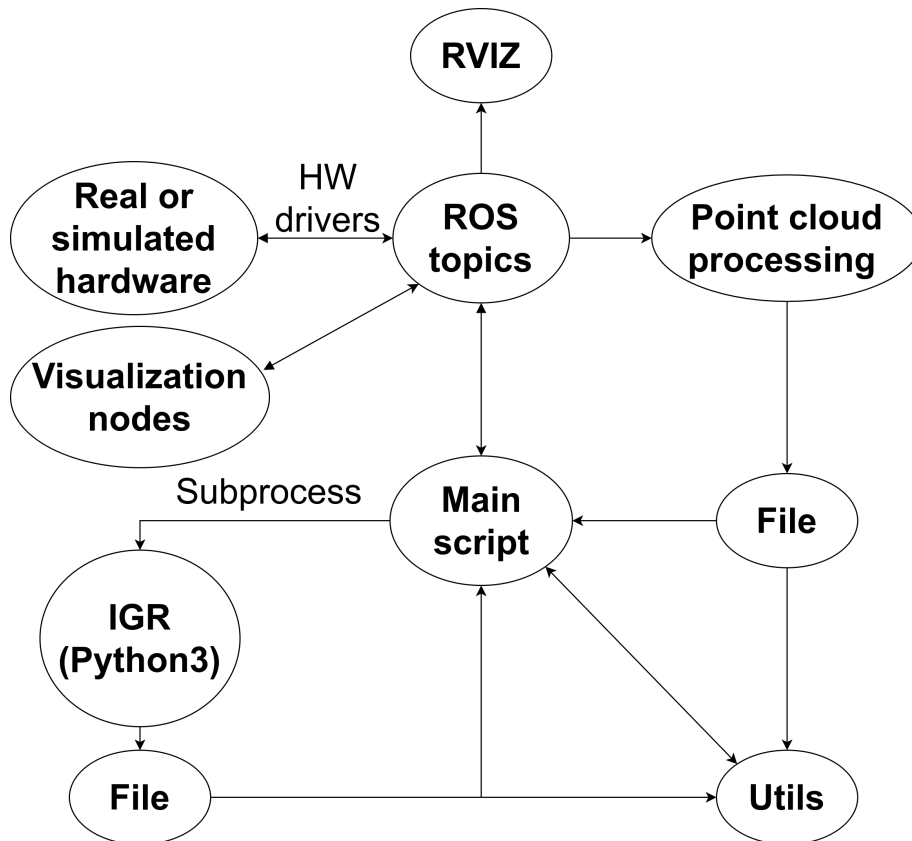 RVIZ
Real or
simulated
hardware
HW
drivers
ROS
topics
Point cloud
processing
Visualization
nodes
Subprocess
Main
script
File
IGR
(Python3)
File
Utils